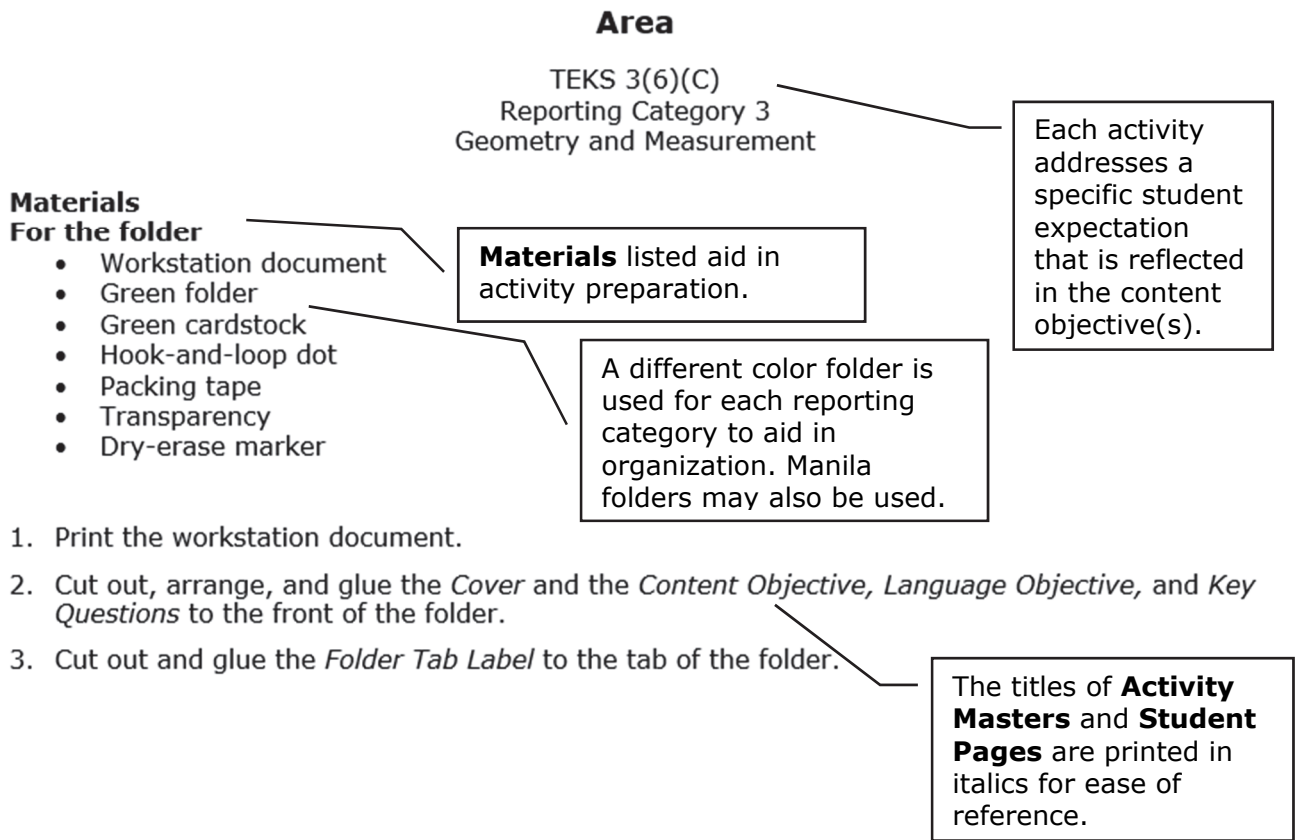 Area
TEKS 3(6)(C)
Reporting Category 3
Geometry and Measurement
Each activity
addresses a
specific student
expectation
that is reflected
in the content
objective(s).
Materials
For the folder
• Workstation document
• Green folder
• Green cardstock
• Hook-and-loop dot
• Packing tape
• Transparency
• Dry-erase marker
Materials listed aid in
activity preparation.
A different color folder is
used for each reporting
category to aid in
organization. Manila
folders may also be used.
1. Print the workstation document.
2. Cut out, arrange, and glue the Cover and the Content Objective, Language Objective, and Key
Questions to the front of the folder.
3. Cut out and glue the Folder Tab Label to the tab of the folder.
The titles of Activity
Masters and Student
Pages are printed in
italics for ease of
reference.